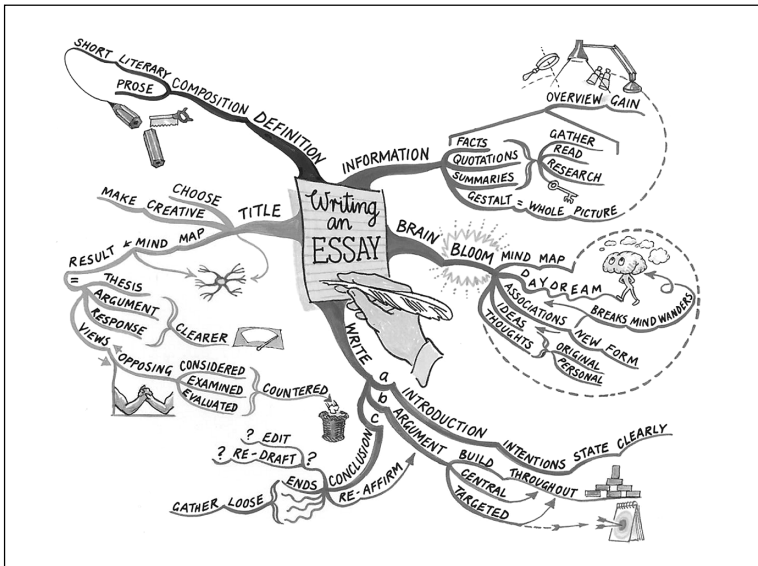 Writing
an
ESSAY
DEFINITION
COMPOSITION
SHORT LITERARY
PROSE
INFORMATION
OVERVIEW GAIN
FACTS
QUOTATIONS
SUMMARIES
GESTALT = WHOLE PICTURE
GATHER
READ
RESEARCH
BRAIN BLOOM
MIND MAP
DAYDREAM
BREAKS MIND WANDERS
ASSOCIATIONS
NEW FORM
IDEAS
THOUGHTS
ORIGINAL
PERSONAL
WRITE
a INTRODUCTION INTENTIONS STATE CLEARLY
b ARGUMENT BUILD THROUGHOUT
CENTRAL
TARGETED
c CONCLUSION
RE-AFFIRM
ENDS
GATHER LOOSE
? RE-DRAFT ?
? EDIT
TITLE
CHOOSE
MAKE CREATIVE
MIND MAP
RESULT
=
THESIS
ARGUMENT
RESPONSE
CLEARER
VIEWS
OPPOSING
CONSIDERED
EXAMINED
EVALUATED
COUNTERED